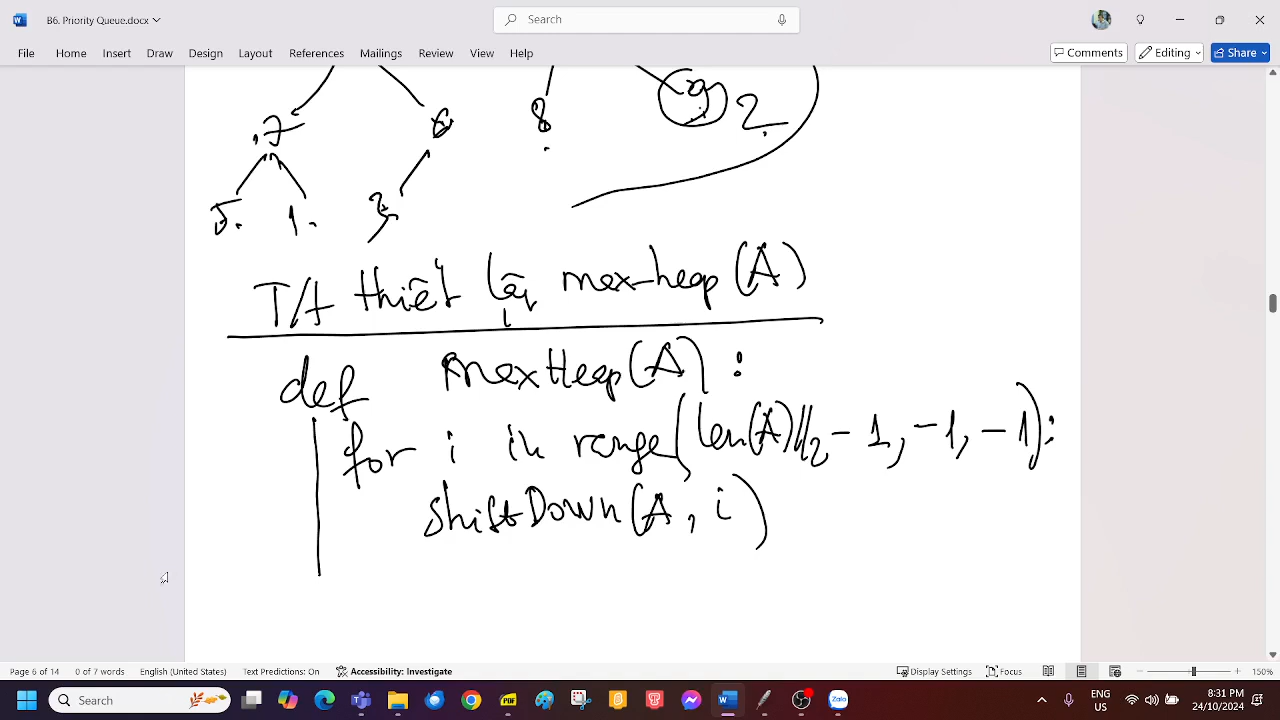 B6. Priority Queue.docx
Search
File Home Insert Draw Design Layout References Mailings Review View Help
Comments Editing Share
7 6 8 9 2
5 1 3
T/t thiết lập max-heap(A)
def maxHeap(A):
for i in range(len(A)//2 - 1, -1, -1):
shiftDown(A, i)
Page 6 of 14 0 of 7 words English (United States) Text Predictions: On Accessibility: Investigate Display Settings Focus 150%
Search PDF Zalo ENG US 8:31 PM 24/10/2024